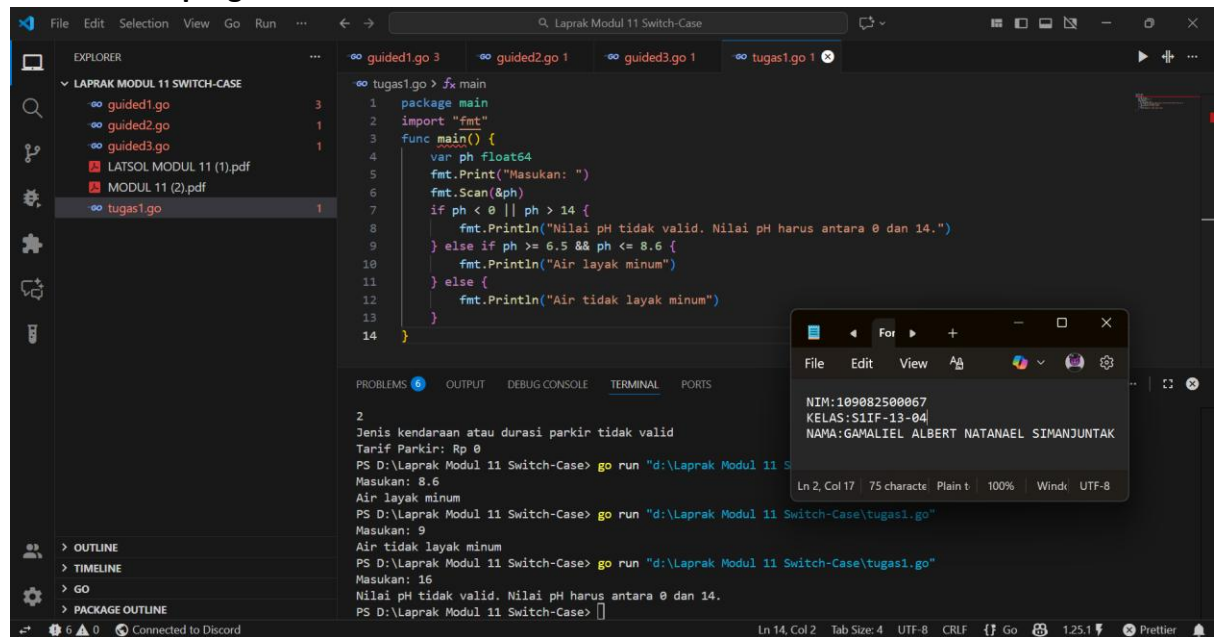 File Edit Selection View Go Run ... Laprak Modul 11 Switch-Case
EXPLORER
guided1.go 3 guided2.go 1 guided3.go 1 tugas1.go 1
LAPRAK MODUL 11 SWITCH-CASE
guided1.go 3
guided2.go 1
guided3.go 1
LATSOL MODUL 11 (1).pdf
MODUL 11 (2).pdf
tugas1.go 1
tugas1.go > main
1 package main
2 import "fmt"
3 func main() {
4 var ph float64
5 fmt.Print("Masukan: ")
6 fmt.Scan(&ph)
7 if ph < 0 || ph > 14 {
8 fmt.Println("Nilai pH tidak valid. Nilai pH harus antara 0 dan 14.")
9 } else if ph >= 6.5 && ph <= 8.6 {
10 fmt.Println("Air layak minum")
11 } else {
12 fmt.Println("Air tidak layak minum")
13 }
14 }
PROBLEMS 6 OUTPUT DEBUG CONSOLE TERMINAL PORTS
2
Jenis kendaraan atau durasi parkir tidak valid
Tarif Parkir: Rp 0
PS D:\Laprak Modul 11 Switch-Case> go run "d:\Laprak Modul 11 S
Masukan: 8.6
Air layak minum
PS D:\Laprak Modul 11 Switch-Case> go run "d:\Laprak Modul 11 Switch-Case\tugas1.go"
Masukan: 9
Air tidak layak minum
PS D:\Laprak Modul 11 Switch-Case> go run "d:\Laprak Modul 11 Switch-Case\tugas1.go"
Masukan: 16
Nilai pH tidak valid. Nilai pH harus antara 0 dan 14.
PS D:\Laprak Modul 11 Switch-Case>
For
File Edit View
NIM:109082500067
KELAS:S1IF-13-04
NAMA:GAMALIEL ALBERT NATANAEL SIMANJUNTAK
Ln 2, Col 17 75 characte Plain t 100% Windo UTF-8
OUTLINE
TIMELINE
GO
PACKAGE OUTLINE
6 0 Connected to Discord Ln 14, Col 2 Tab Size: 4 UTF-8 CRLF {} Go 1.25.1 Prettier